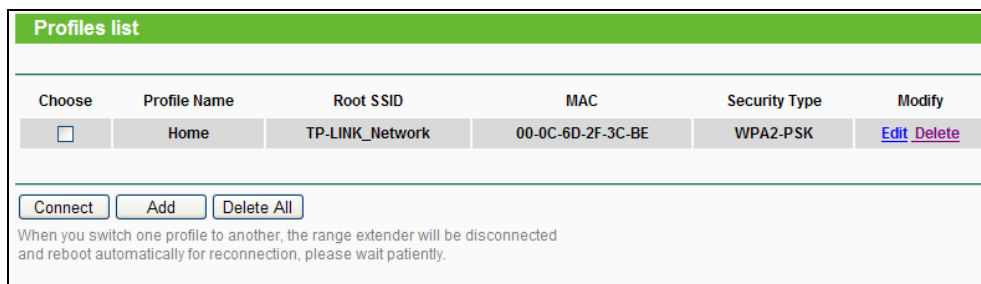 Profiles list
Choose Profile Name Root SSID MAC Security Type Modify
Home TP-LINK_Network 00-0C-6D-2F-3C-BE WPA2-PSK Edit Delete
Connect Add Delete All
When you switch one profile to another, the range extender will be disconnected
and reboot automatically for reconnection, please wait patiently.